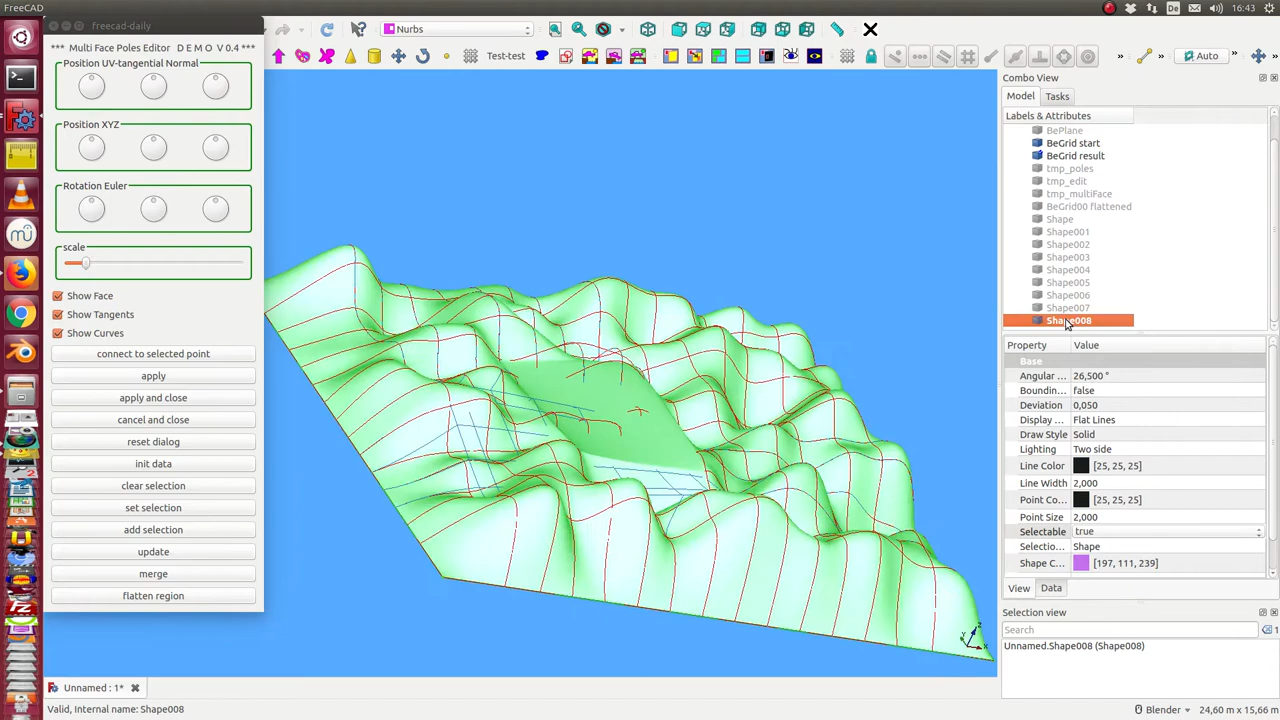 FreeCAD
16:43
freecad-daily
Nurbs
Test-test
Auto
*** Multi Face Poles Editor D E M O V 0.4 ***
Position UV-tangential Normal
Position XYZ
Rotation Euler
scale
Show Face
Show Tangents
Show Curves
connect to selected point
apply
apply and close
cancel and close
reset dialog
init data
clear selection
set selection
add selection
update
merge
flatten region
Combo View
Model
Tasks
Labels & Attributes
BePlane
BeGrid start
BeGrid result
tmp_poles
tmp_edit
tmp_multiFace
BeGrid00 flattened
Shape
Shape001
Shape002
Shape003
Shape004
Shape005
Shape006
Shape007
Shape008
Property Value
Base
Angular ... 26,500 °
Boundin... false
Deviation 0,050
Display ... Flat Lines
Draw Style Solid
Lighting Two side
Line Color [25, 25, 25]
Line Width 2,000
Point Co... [25, 25, 25]
Point Size 2,000
Selectable true
Selectio... Shape
Shape C... [197, 111, 239]
View Data
Selection view
Search
1
Unnamed.Shape008 (Shape008)
Unnamed : 1*
Valid, Internal name: Shape008
Blender
24,60 m x 15,66 m